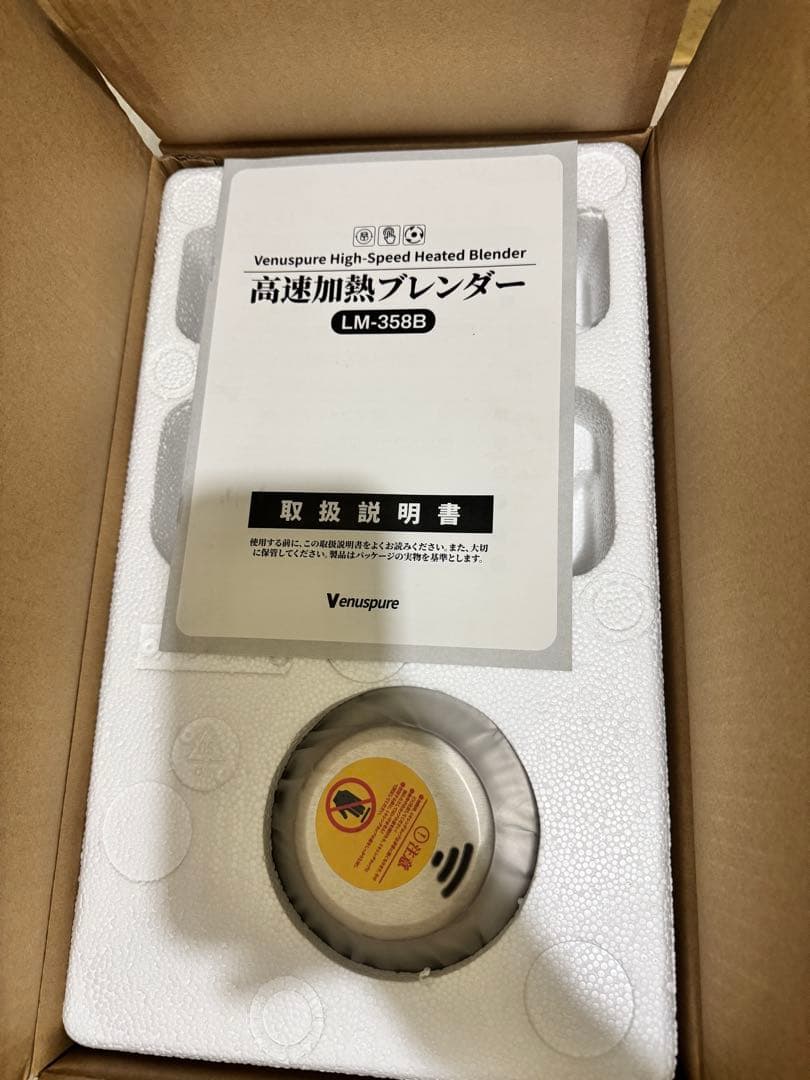 Venuspure High-Speed Heated Blender
高速加熱ブレンダー
LM-358B
取扱説明書
使用する前に、この取扱説明書をよくお読みください。また、大切
に保管してください。製品はパッケージの実物を基準とします。
Venuspure
注意